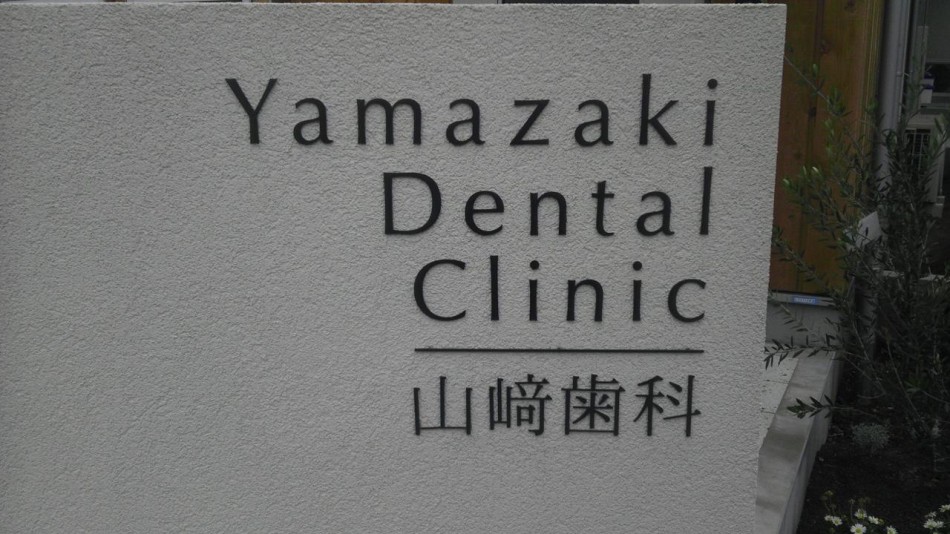 Yamazaki
Dental
Clinic
山﨑歯科